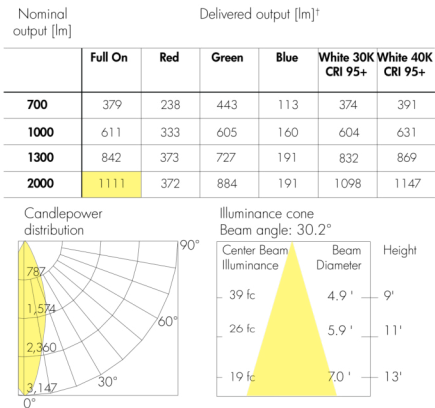 Nominal output [lm]
Delivered output [lm]†
Full On Red Green Blue White 30K CRI 95+ White 40K CRI 95+
700 379 238 443 113 374 391
1000 611 333 605 160 604 631
1300 842 373 727 191 832 869
2000 1111 372 884 191 1098 1147
Candlepower distribution
90°
787
1,574
60°
2,360
30°
3,147
0°
Illuminance cone
Beam angle: 30.2°
Center Beam Illuminance Beam Diameter Height
39 fc 4.9 ' 9'
26 fc 5.9 ' 11'
19 fc 7.0 ' 13'